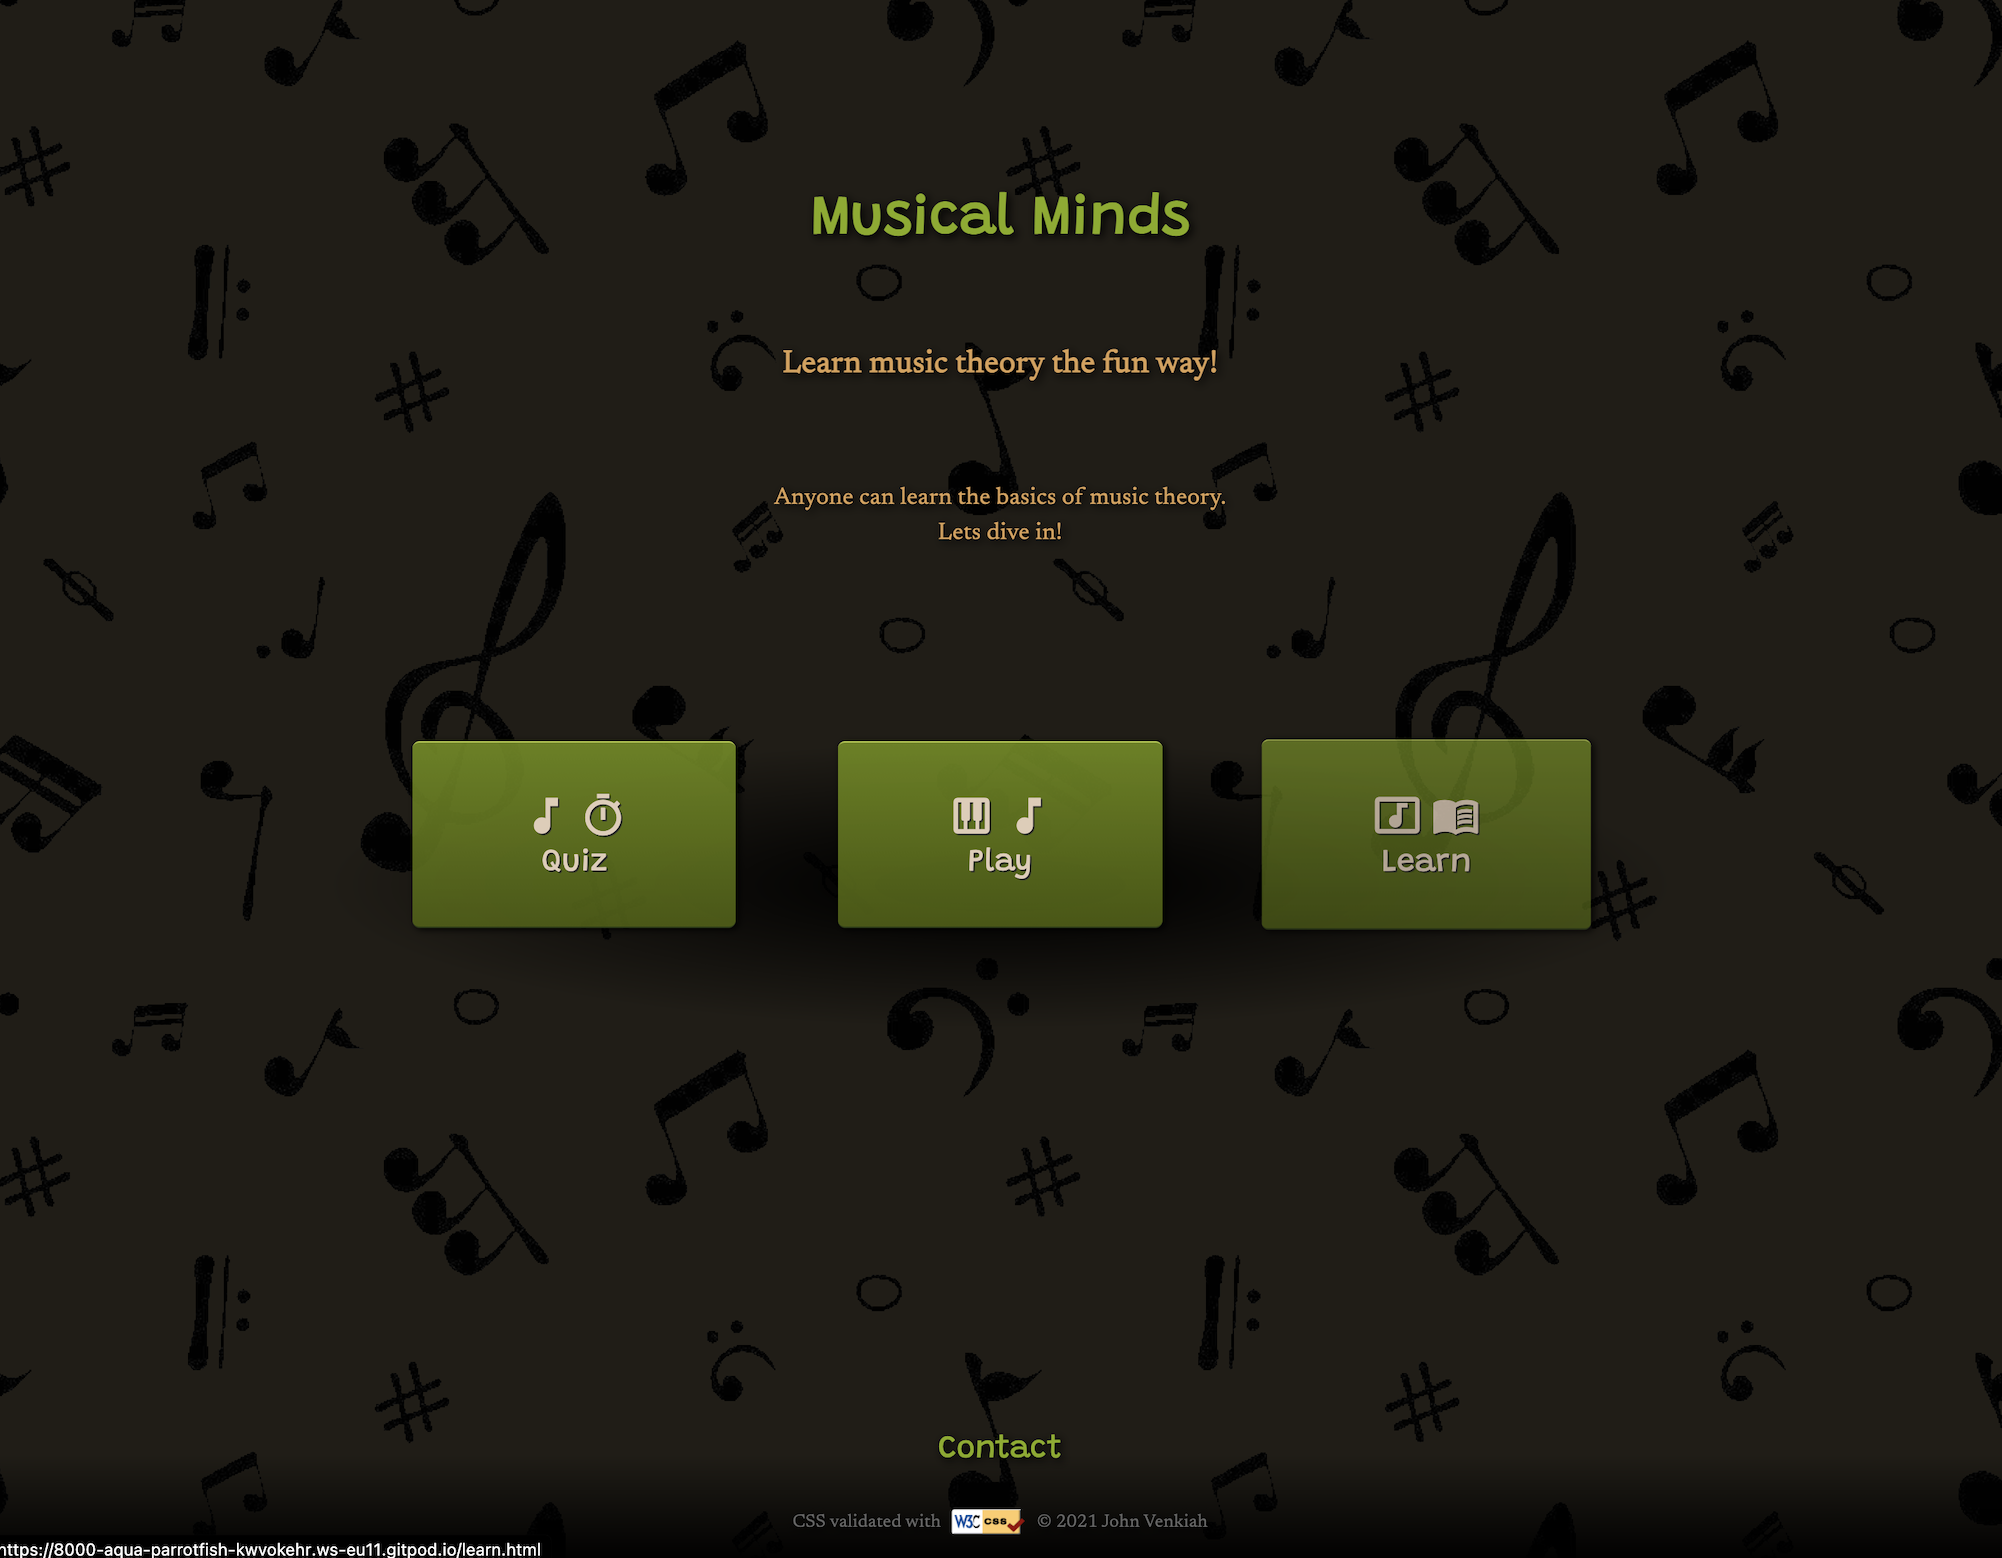 Musical Minds
Learn music theory the fun way!
Anyone can learn the basics of music theory.
Lets dive in!
Quiz
Play
Learn
Contact
CSS validated with W3C css © 2021 John Venkiah
https://8000-aqua-parrotfish-kwvokehr.ws-eu11.gitpod.io/learn.html